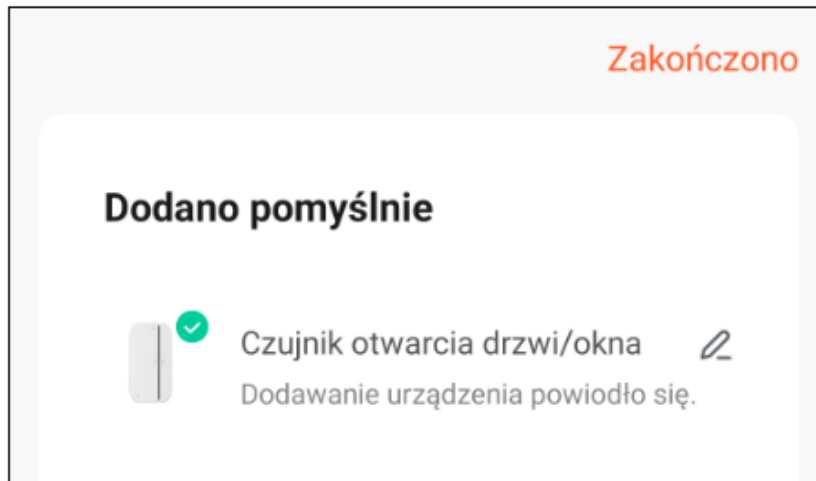 Zakończono
Dodano pomyślnie
Czujnik otwarcia drzwi/okna
Dodawanie urządzenia powiodło się.